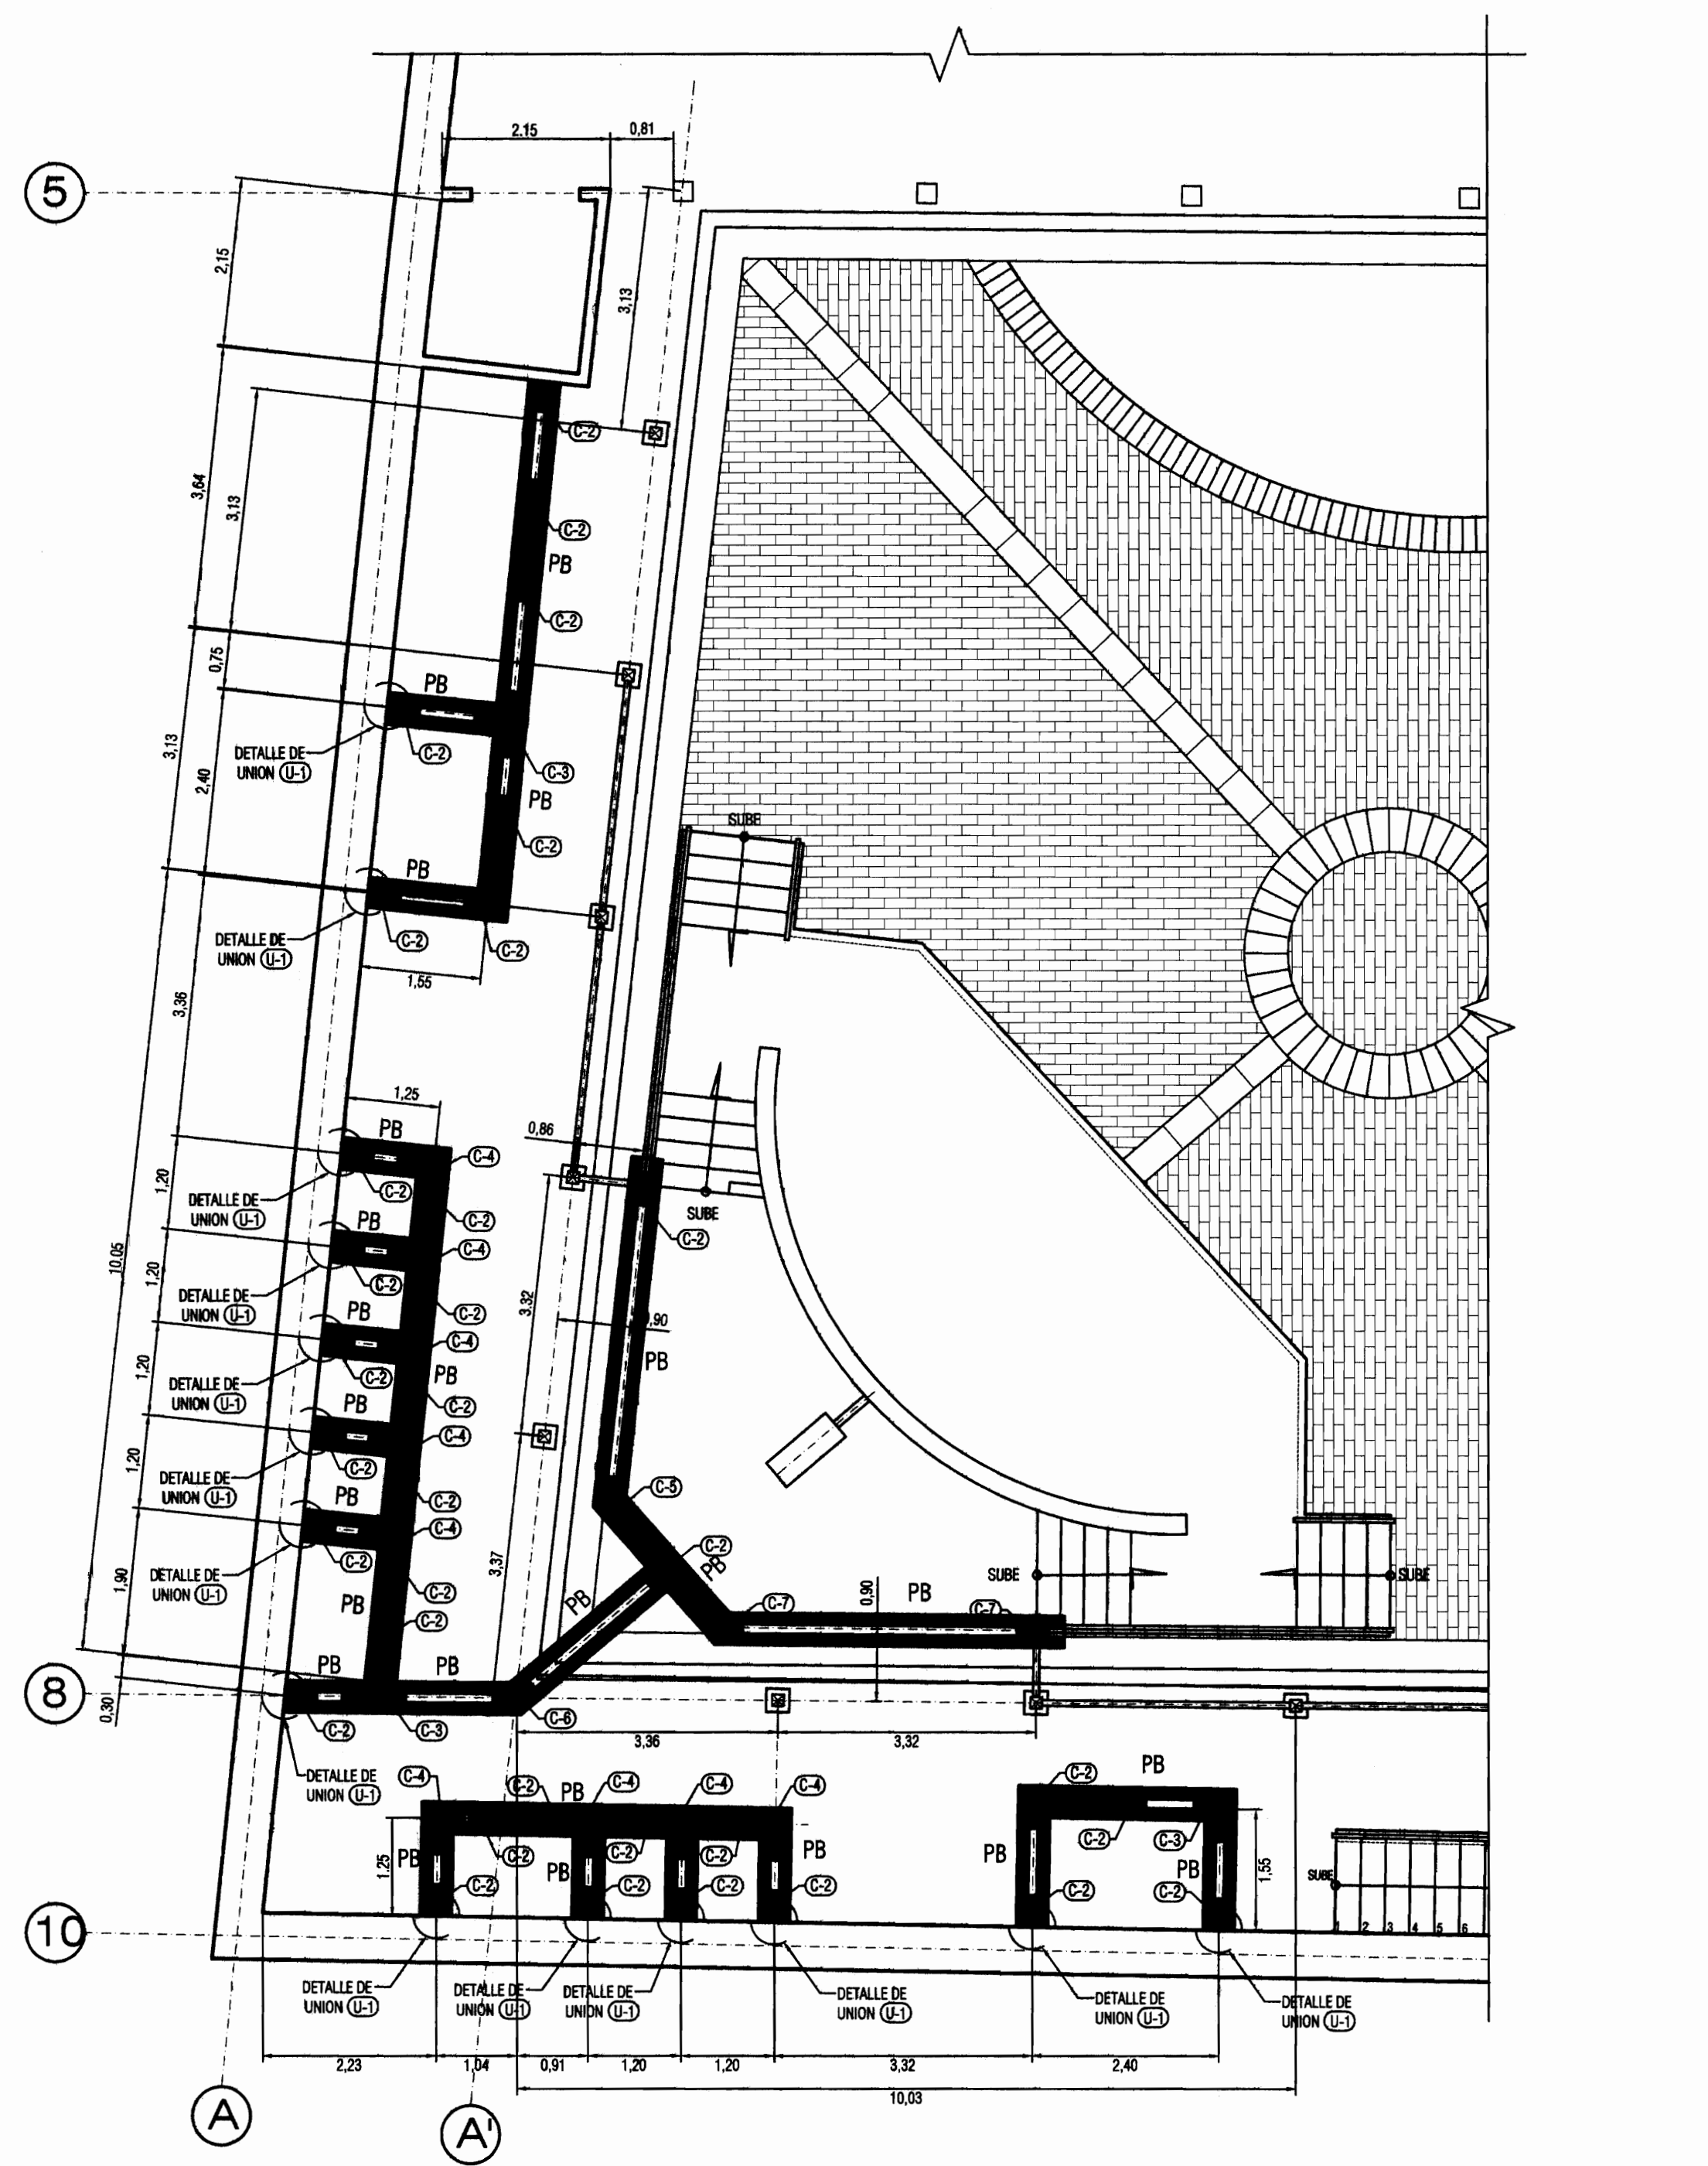 2.15
0,81
5
2,15
3,13
C-2
3,64
3,13
C-2
PB
C-2
0,75
PB
C-2
DETALLE DE
UNION U-1
C-3
3,13
2,40
PB
SUBE
C-2
PB
DETALLE DE
UNION U-1
C-2
C-2
1,55
3,36
1,25
PB
0,86
C-4
C-2
1,20
DETALLE DE
UNION U-1
SUBE
PB
C-2
C-2
C-4
10,05
1,20
C-2
DETALLE DE
UNION U-1
3,32
PB
C-2
,90
C-4
PB
1,20
C-2
PB
DETALLE DE
UNION U-1
PB
C-2
C-4
1,20
C-2
DETALLE DE
UNION U-1
C-5
PB
C-2
C-4
C-2
C-2
PB
3,37
DETALLE DE
UNION U-1
1,90
SUBE
SUBE
C-2
0,90
PB
PB
PB
C-7
C-7
C-2
PB
PB
8
0,30
C-2
C-3
C-6
3,36
3,32
DETALLE DE
UNION U-1
C-4
C-2
PB
C-4
C-4
C-4
C-2
PB
1.25
PB
C-2
PB
C-2
C-2
PB
PB
C-2
C-3
PB
1,55
C-2
C-2
C-2
C-2
C-2
C-2
SUBE
1
2
3
4
5
6
10
DETALLE DE
UNION U-1
DETALLE DE
UNION U-1
DETALLE DE
UNION U-1
DETALLE DE
UNION U-1
DETALLE DE
UNION U-1
DETALLE DE
UNION U-1
2,23
1,04
0,91
1,20
1,20
3,32
2,40
10,03
A
A'